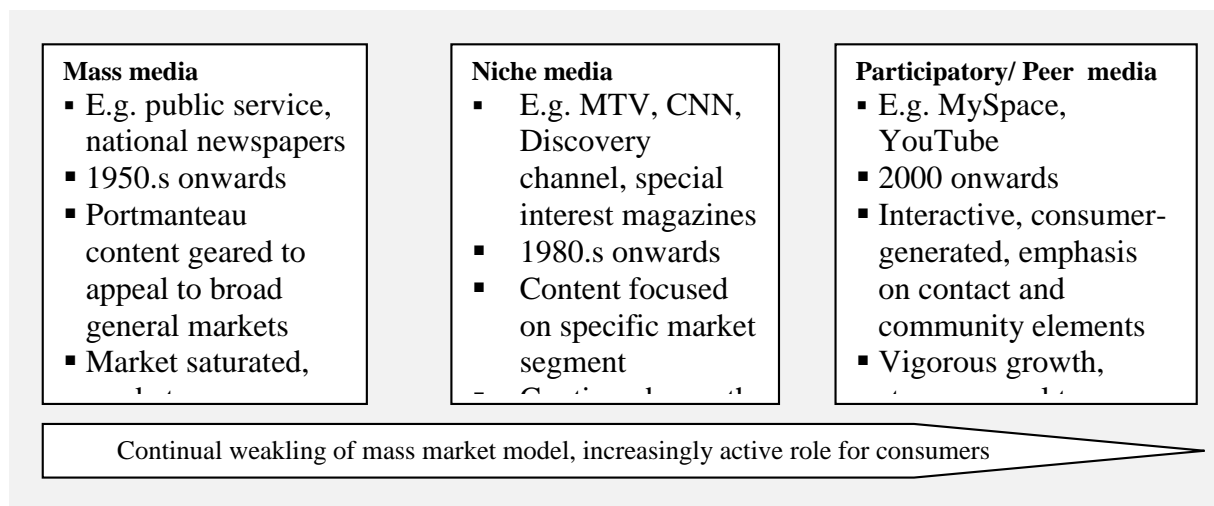 Mass media
▪ E.g. public service,
national newspapers
▪ 1950.s onwards
▪ Portmanteau
content geared to
appeal to broad
general markets
▪ Market saturated,
Niche media
▪ E.g. MTV, CNN,
Discovery
channel, special
interest magazines
▪ 1980.s onwards
▪ Content focused
on specific market
segment
Participatory/ Peer media
▪ E.g. MySpace,
YouTube
▪ 2000 onwards
▪ Interactive, consumer-
generated, emphasis
on contact and
community elements
▪ Vigorous growth,
Continual weakling of mass market model, increasingly active role for consumers